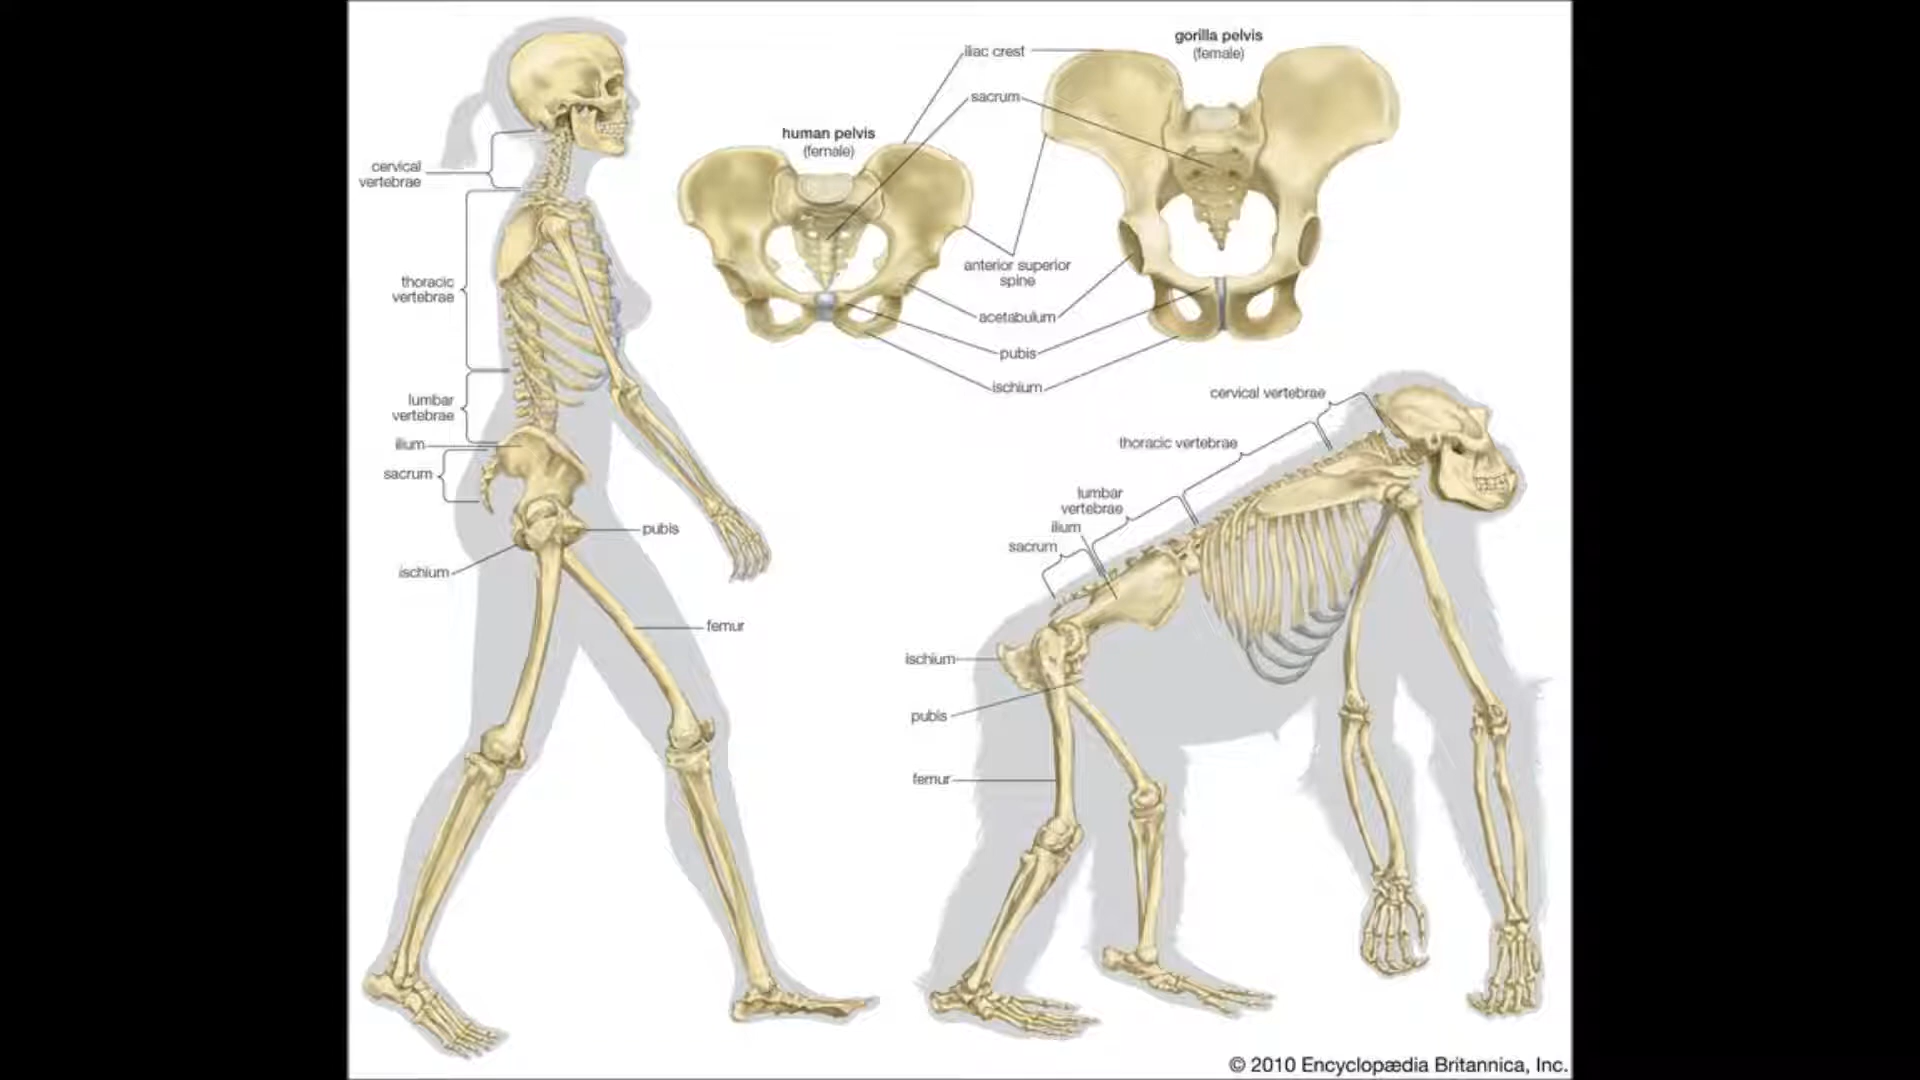 cervical
vertebrae
thoracic
vertebrae
lumbar
vertebrae
ilium
sacrum
ischium
pubis
femur
human pelvis
(female)
iliac crest
sacrum
gorilla pelvis
(female)
anterior superior
spine
acetabulum
pubis
ischium
cervical vertebrae
thoracic vertebrae
lumbar
vertebrae
ilium
sacrum
ischium
pubis
femur
© 2010 Encyclopædia Britannica, Inc.